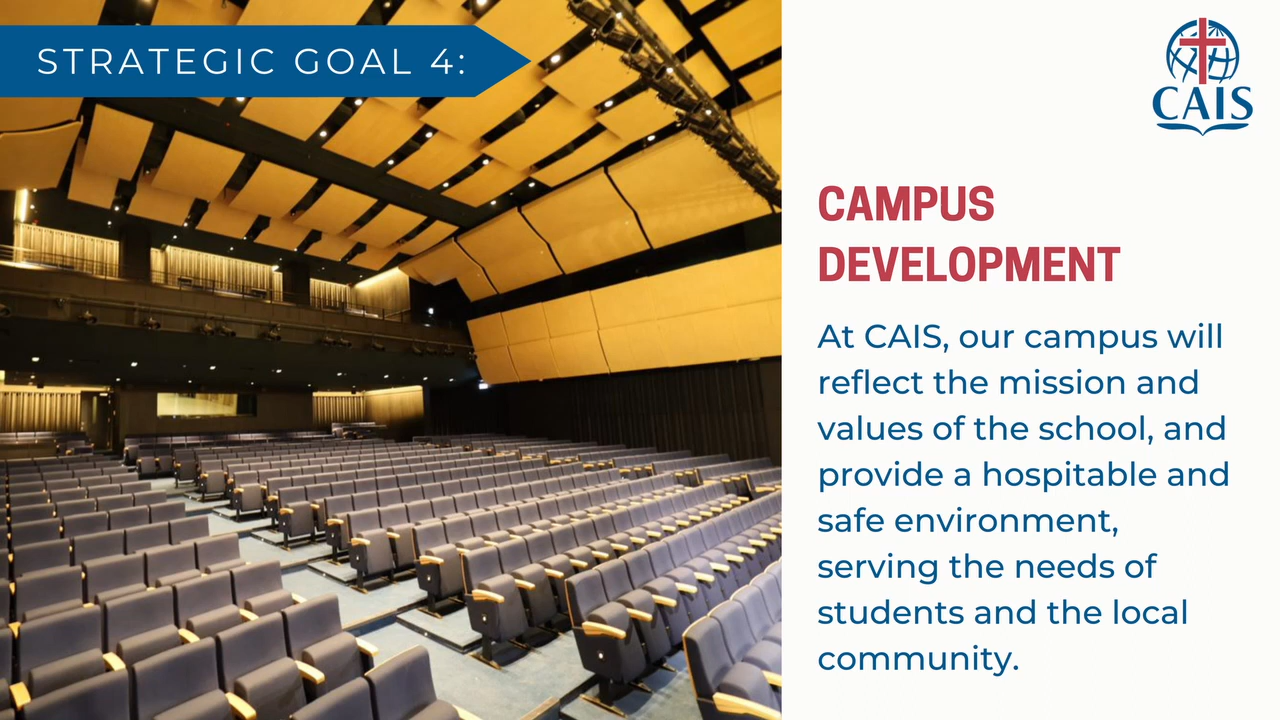 STRATEGIC GOAL 4:
CAIS
CAMPUS
DEVELOPMENT
At CAIS, our campus will
reflect the mission and
values of the school, and
provide a hospitable and
safe environment,
serving the needs of
students and the local
community.